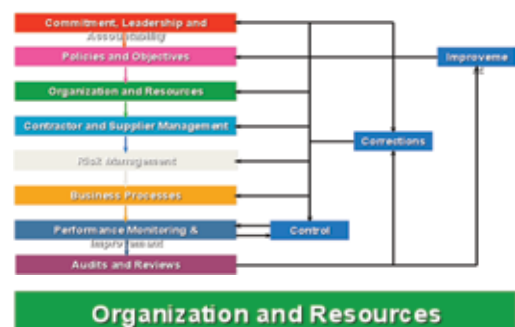 Commitment, Leadership and
Accountability
Policies and Objectives
Improveme
nt
Organization and Resources
Contractor and Supplier Management
Corrections
Risk Management
Business Processes
Performance Monitoring &
Improvement
Control
Audits and Reviews
Organization and Resources